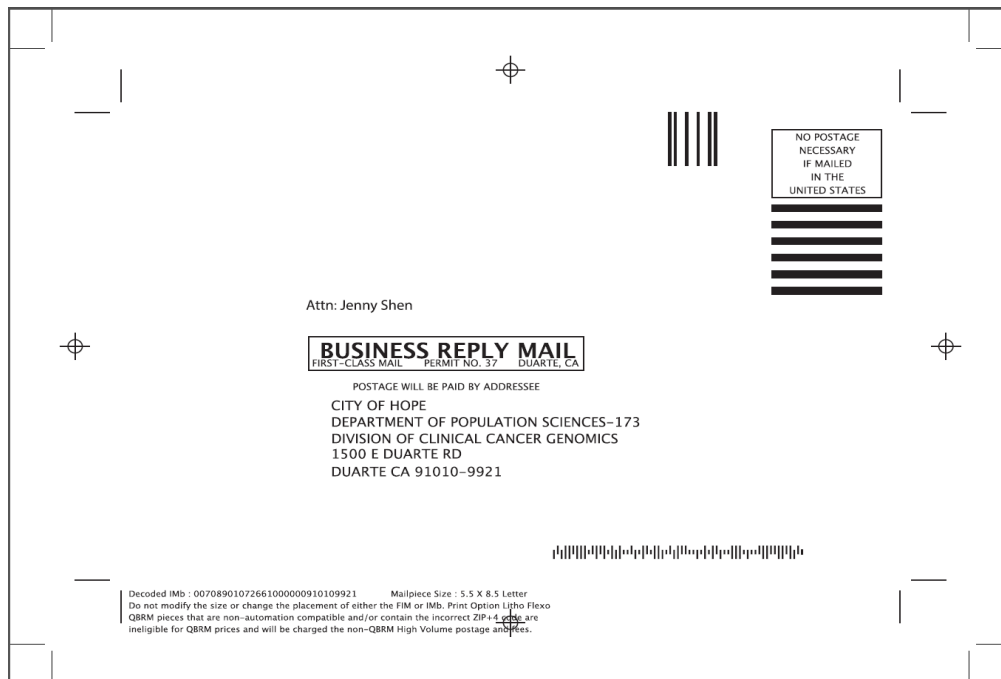 NO POSTAGE
NECESSARY
IF MAILED
IN THE
UNITED STATES
Attn: Jenny Shen
BUSINESS REPLY MAIL
FIRST-CLASS MAIL PERMIT NO. 37 DUARTE, CA
POSTAGE WILL BE PAID BY ADDRESSEE
CITY OF HOPE
DEPARTMENT OF POPULATION SCIENCES-173
DIVISION OF CLINICAL CANCER GENOMICS
1500 E DUARTE RD
DUARTE CA 91010-9921
Decoded IMb : 00708901072661000000910109921 Mailpiece Size : 5.5 X 8.5 Letter
Do not modify the size or change the placement of either the FIM or IMb. Print Option Litho Flexo
QBRM pieces that are non-automation compatible and/or contain the incorrect ZIP+4 code are
ineligible for QBRM prices and will be charged the non-QBRM High Volume postage and fees.